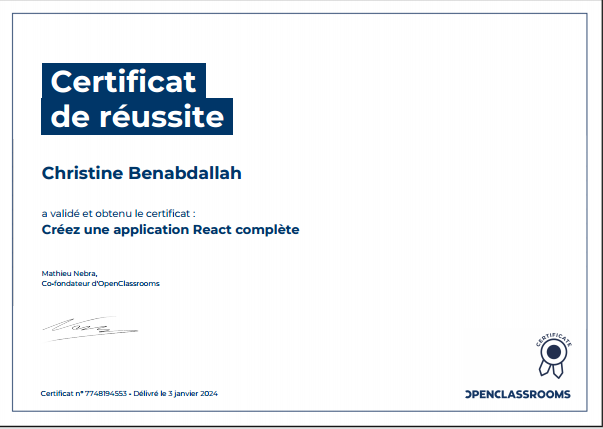 Certificat
de réussite
Christine Benabdallah
a validé et obtenu le certificat :
Créez une application React complète
Mathieu Nebra,
Co-fondateur d'OpenClassrooms
CERTIFICATE
Certificat n° 7748194553 • Délivré le 3 janvier 2024
OPENCLASSROOMS